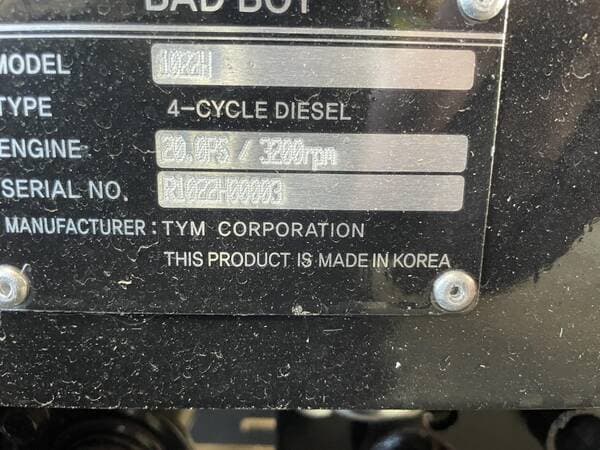 BAD BOY
MODEL 1022H
TYPE 4-CYCLE DIESEL
ENGINE 20.0PS / 3200rpm
SERIAL NO. R1022H00003
MANUFACTURER : TYM CORPORATION
THIS PRODUCT IS MADE IN KOREA